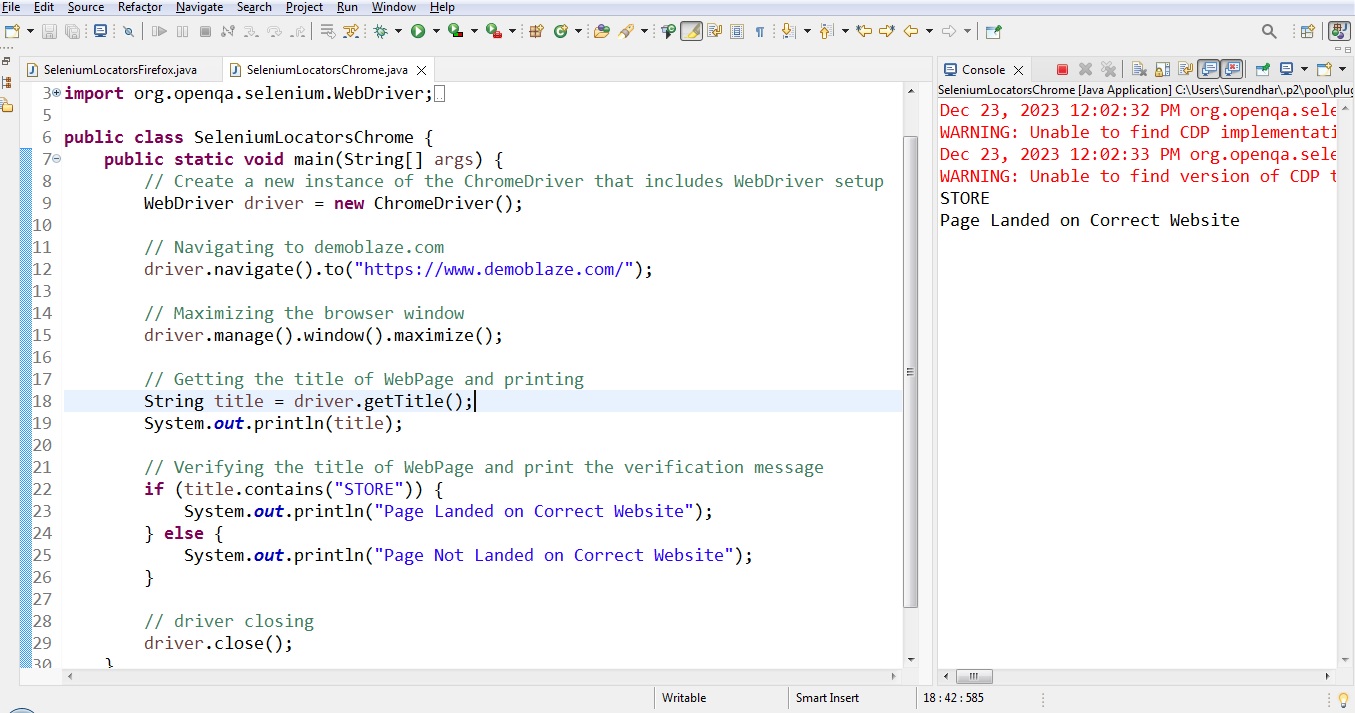 File Edit Source Refactor Navigate Search Project Run Window Help
SeleniumLocatorsFirefox.java SeleniumLocatorsChrome.java
3 import org.openqa.selenium.WebDriver;
5
6 public class SeleniumLocatorsChrome {
7 public static void main(String[] args) {
8 // Create a new instance of the ChromeDriver that includes WebDriver setup
9 WebDriver driver = new ChromeDriver();
10
11 // Navigating to demoblaze.com
12 driver.navigate().to("https://www.demoblaze.com/");
13
14 // Maximizing the browser window
15 driver.manage().window().maximize();
16
17 // Getting the title of WebPage and printing
18 String title = driver.getTitle();
19 System.out.println(title);
20
21 // Verifying the title of WebPage and print the verification message
22 if (title.contains("STORE")) {
23 System.out.println("Page Landed on Correct Website");
24 } else {
25 System.out.println("Page Not Landed on Correct Website");
26 }
27
28 // driver closing
29 driver.close();
30 }
Console
SeleniumLocatorsChrome [Java Application] C:\Users\Surendhar\.p2\pool\plug
Dec 23, 2023 12:02:32 PM org.openqa.sele
WARNING: Unable to find CDP implementati
Dec 23, 2023 12:02:33 PM org.openqa.sele
WARNING: Unable to find version of CDP t
STORE
Page Landed on Correct Website
Writable Smart Insert 18 : 42 : 585